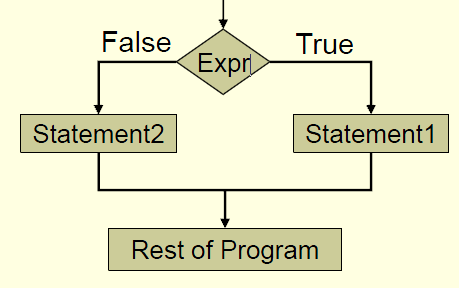 False
True
Expr
Statement2
Statement1
Rest of Program